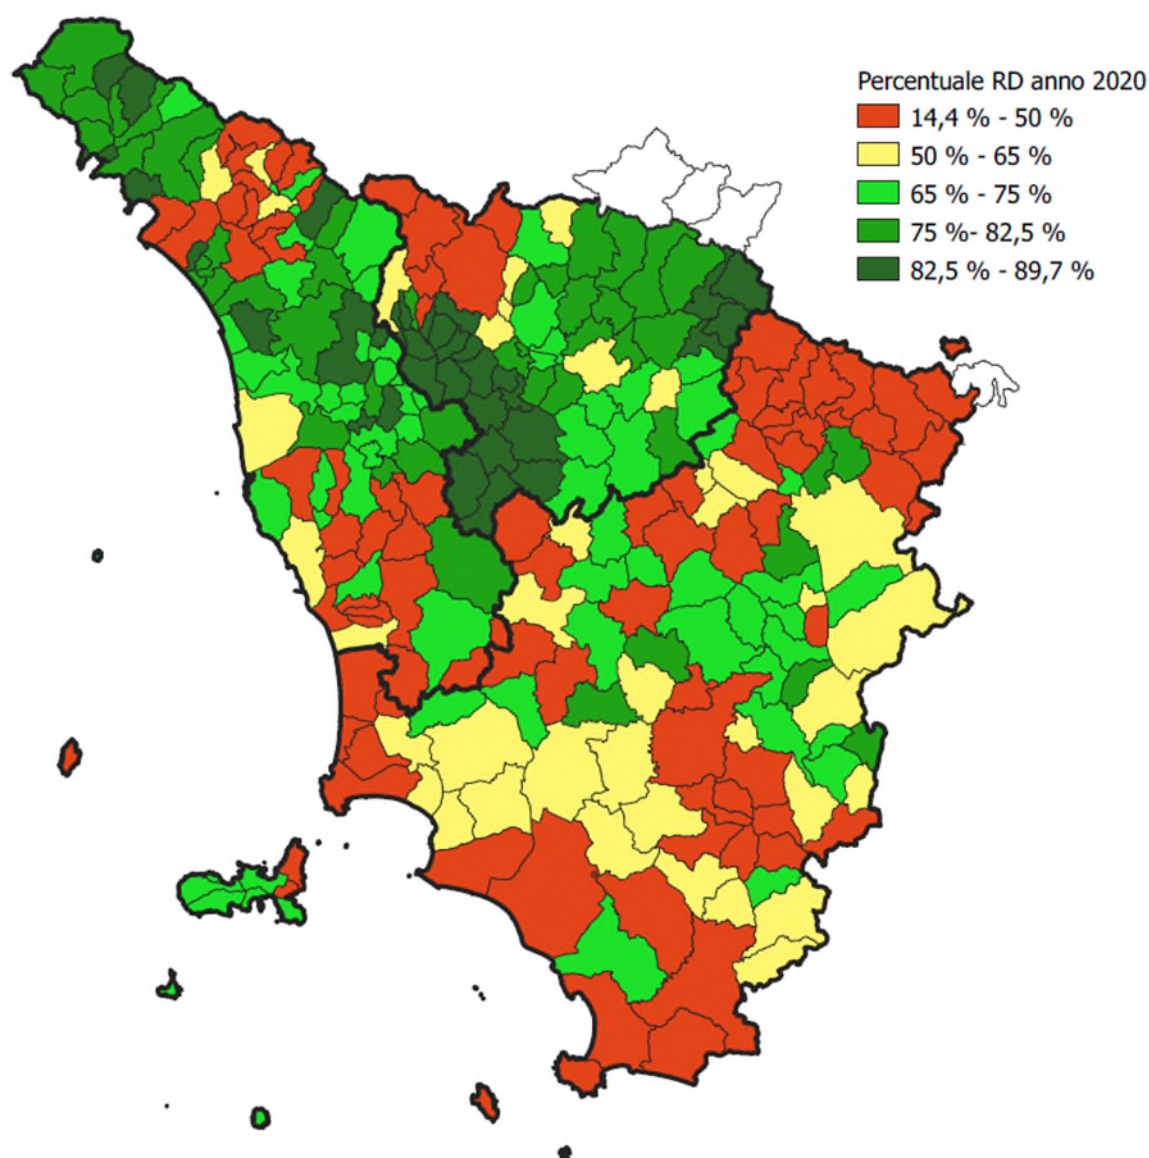 Percentuale RD anno 2020
14,4 % - 50 %
50 % - 65 %
65 % - 75 %
75 %- 82,5 %
82,5 % - 89,7 %